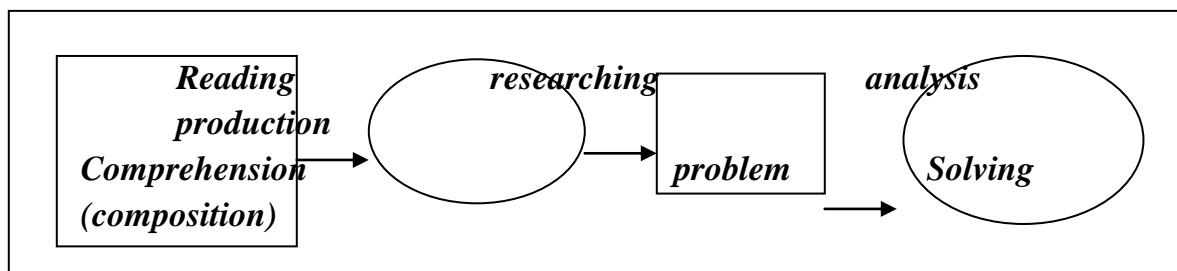 Reading researching analysis
production
Comprehension problem Solving
(composition)